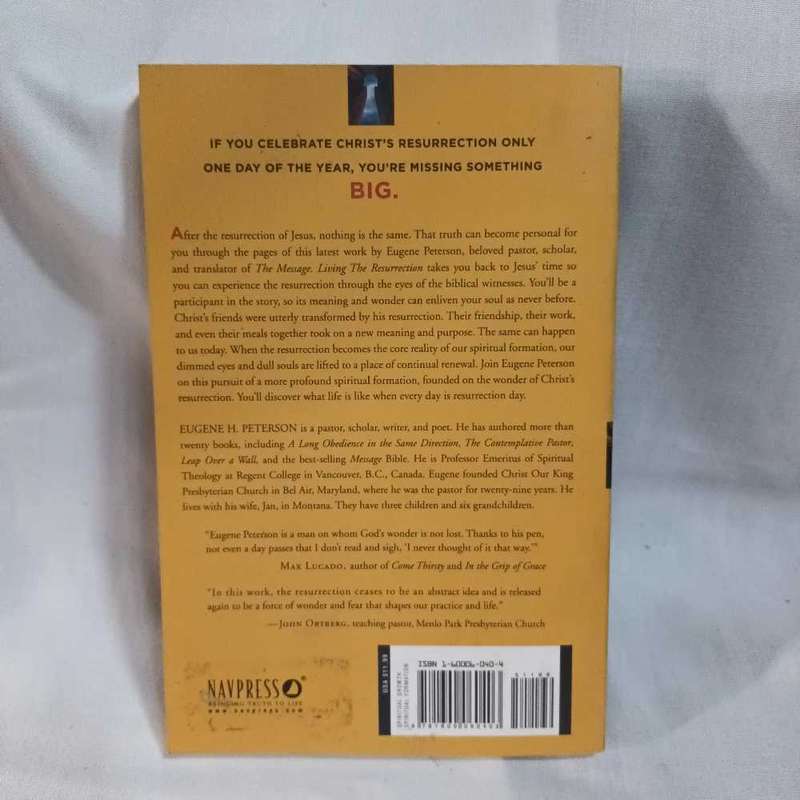 IF YOU CELEBRATE CHRIST'S RESURRECTION ONLY
ONE DAY OF THE YEAR, YOU'RE MISSING SOMETHING
BIG.
After the resurrection of Jesus, nothing is the same. That truth can become personal for
you through the pages of this latest work by Eugene Peterson, beloved pastor, scholar,
and translator of The Message. Living The Resurrection takes you back to Jesus' time so
you can experience the resurrection through the eyes of the biblical witnesses. You'll be a
participant in the story, so its meaning and wonder can enliven your soul as never before.
Christ's friends were utterly transformed by his resurrection. Their friendship, their work,
and even their meals together took on a new meaning and purpose. The same can happen
to us today. When the resurrection becomes the core reality of our spiritual formation, our
dimmed eyes and dull souls are lifted to a place of continual renewal. Join Eugene Peterson
on this pursuit of a more profound spiritual formation, founded on the wonder of Christ's
resurrection. You'll discover what life is like when every day is resurrection day.
EUGENE H. PETERSON is a pastor, scholar, writer, and poet. He has authored more than
twenty books, including A Long Obedience in the Same Direction, The Contemplative Pastor,
Leap Over a Wall, and the best-selling Message Bible. He is Professor Emeritus of Spiritual
Theology at Regent College in Vancouver, B.C., Canada. Eugene founded Christ Our King
Presbyterian Church in Bel Air, Maryland, where he was the pastor for twenty-nine years. He
lives with his wife, Jan, in Montana. They have three children and six grandchildren.
"Eugene Peterson is a man on whom God's wonder is not lost. Thanks to his pen,
not even a day passes that I don't read and sigh, 'I never thought of it that way.'"
MAX LUCADO, author of Come Thirsty and In the Grip of Grace
"In this work, the resurrection ceases to be an abstract idea and is released
again to be a force of wonder and fear that shapes our practice and life."
—JOHN ORTBERG, teaching pastor, Menlo Park Presbyterian Church
NAVPRESS
BRINGING TRUTH TO LIFE
www.navpress.com
USA $11.99
SPIRITUAL GROWTH
SPIRITUAL FORMATION
ISBN 1-60006-040-4
51199
9781600060403